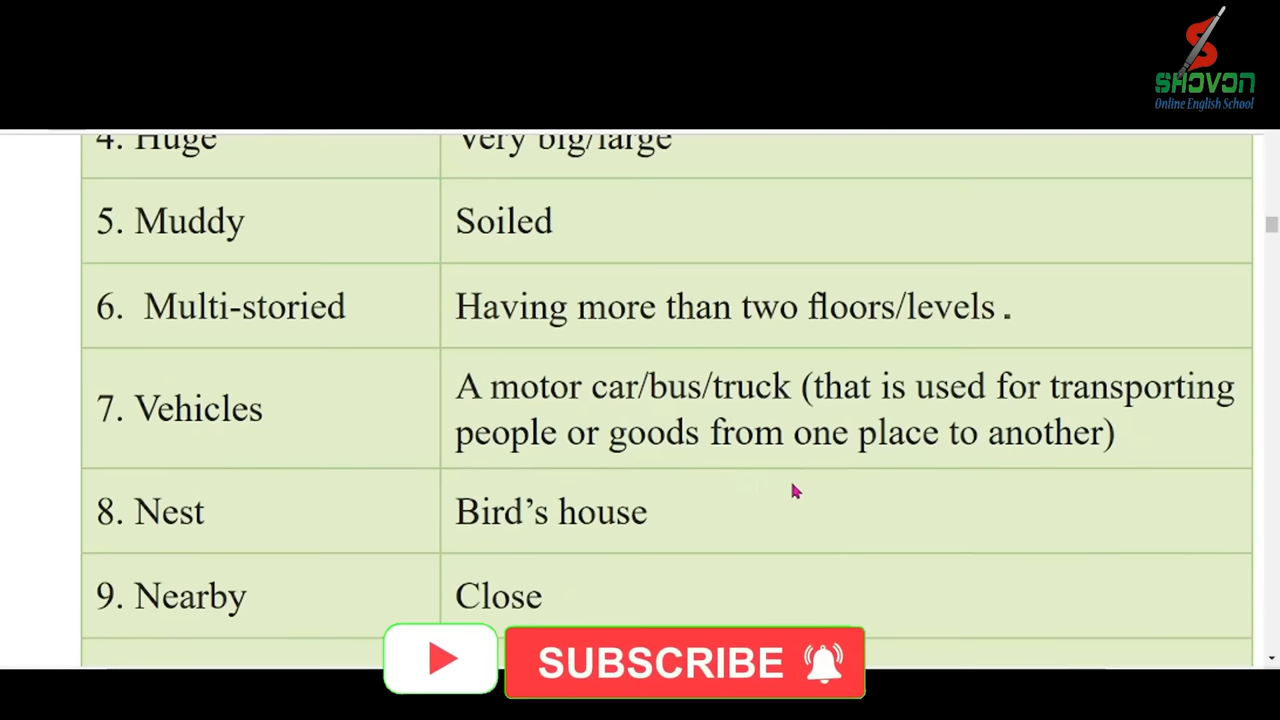 SHOVON
Online English School
4. Huge Very big/large
5. Muddy Soiled
6. Multi-storied Having more than two floors/levels .
7. Vehicles A motor car/bus/truck (that is used for transporting
people or goods from one place to another)
8. Nest Bird’s house
9. Nearby Close
SUBSCRIBE